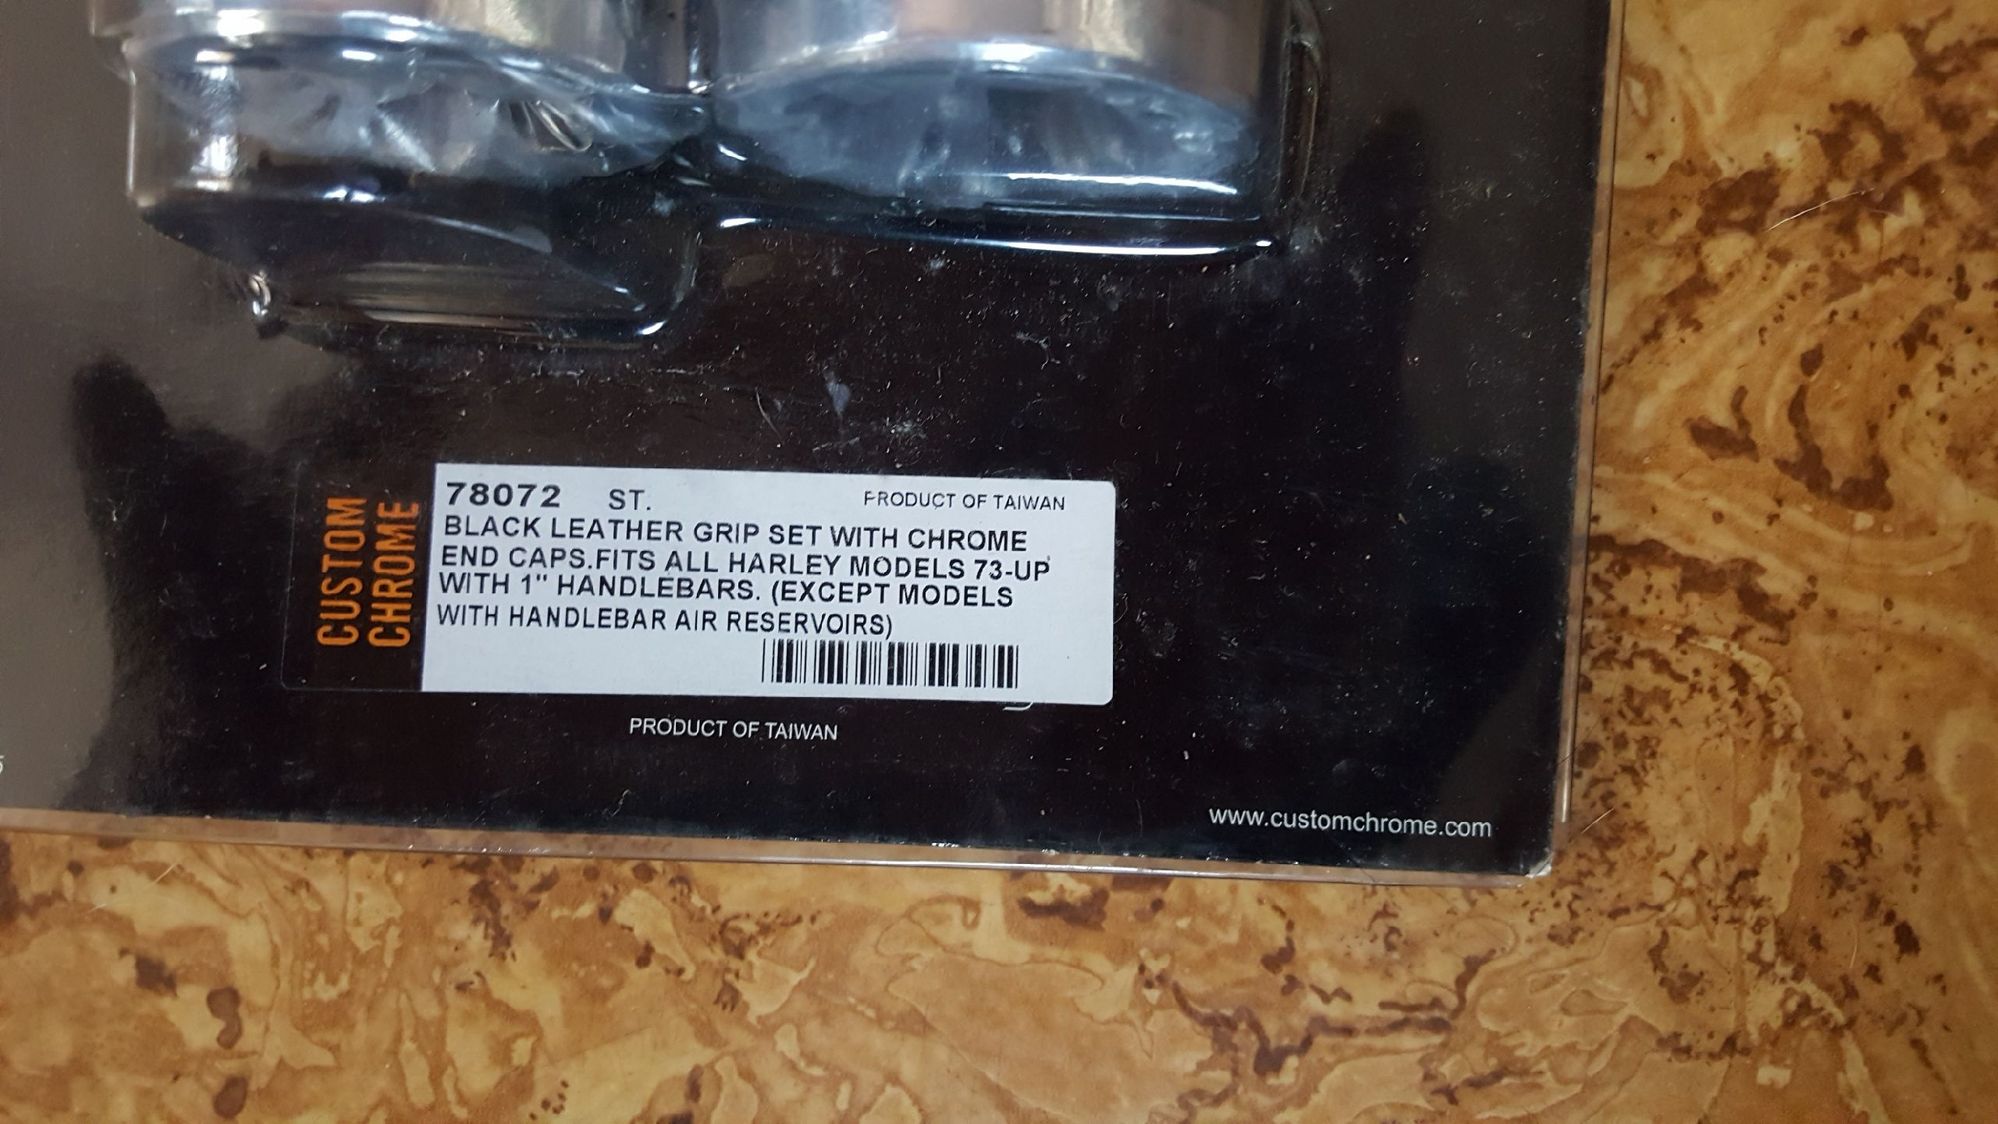 CUSTOM
CHROME
78072 ST. PRODUCT OF TAIWAN
BLACK LEATHER GRIP SET WITH CHROME
END CAPS.FITS ALL HARLEY MODELS 73-UP
WITH 1" HANDLEBARS. (EXCEPT MODELS
WITH HANDLEBAR AIR RESERVOIRS)
PRODUCT OF TAIWAN
www.customchrome.com